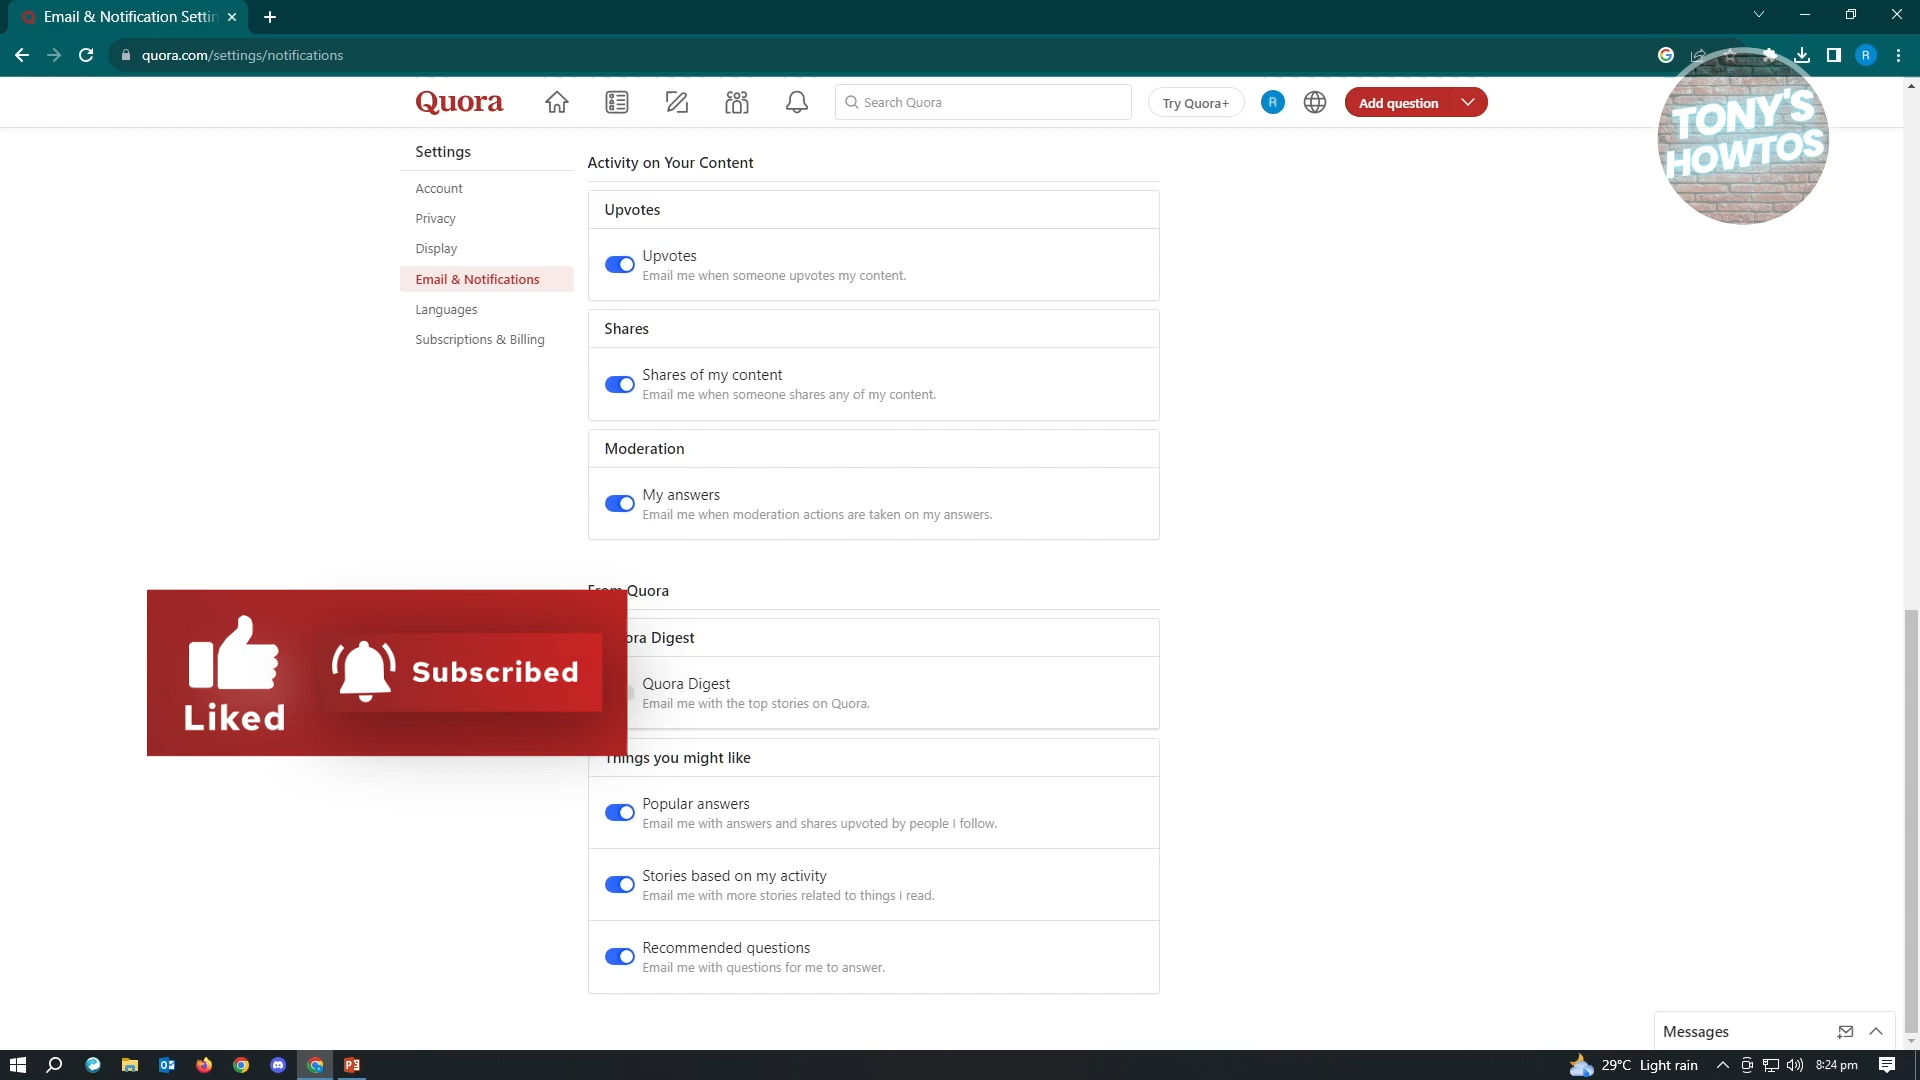 Email & Notification Settin
quora.com/settings/notifications
R
Quora
Search Quora
Try Quora+
R
Add question
TONY'S
HOWTOS
Settings
Account
Privacy
Display
Email & Notifications
Languages
Subscriptions & Billing
Activity on Your Content
Upvotes
Upvotes
Email me when someone upvotes my content.
Shares
Shares of my content
Email me when someone shares any of my content.
Moderation
My answers
Email me when moderation actions are taken on my answers.
From Quora
ora Digest
Quora Digest
Email me with the top stories on Quora.
Liked
Subscribed
Things you might like
Popular answers
Email me with answers and shares upvoted by people I follow.
Stories based on my activity
Email me with more stories related to things I read.
Recommended questions
Email me with questions for me to answer.
Messages
29°C Light rain
8:24 pm